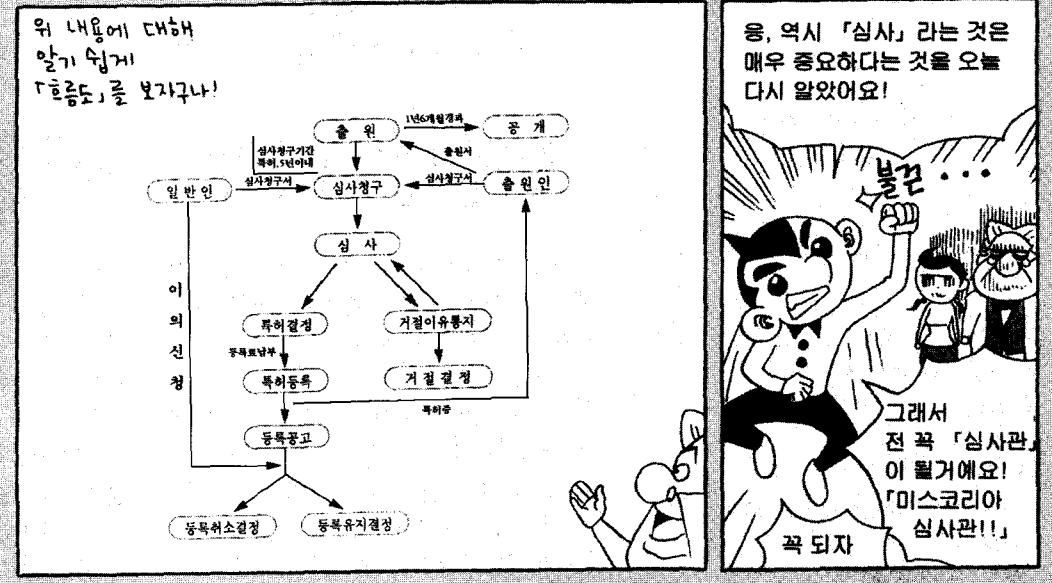 위 내용에 대해
알기 쉽게
「흐름도」를 보자구나!
출 원
1년6개월경과
공 개
심사청구기간
특허.5년이내
출원서
일반인
심사청구서
심사청구
심사청구서
출원인
심 사
이의신청
특허결정
거절이유통지
등록료납부
특허등록
거절결정
특허증
등록공고
등록취소결정
등록유지결정
응, 역시 「심사」 라는 것은
매우 중요하다는 것을 오늘
다시 알았어요!
불끈···
그래서
전 꼭 「심사관」
이 될거예요!
「미스코리아
심사관!!」
꼭 되자